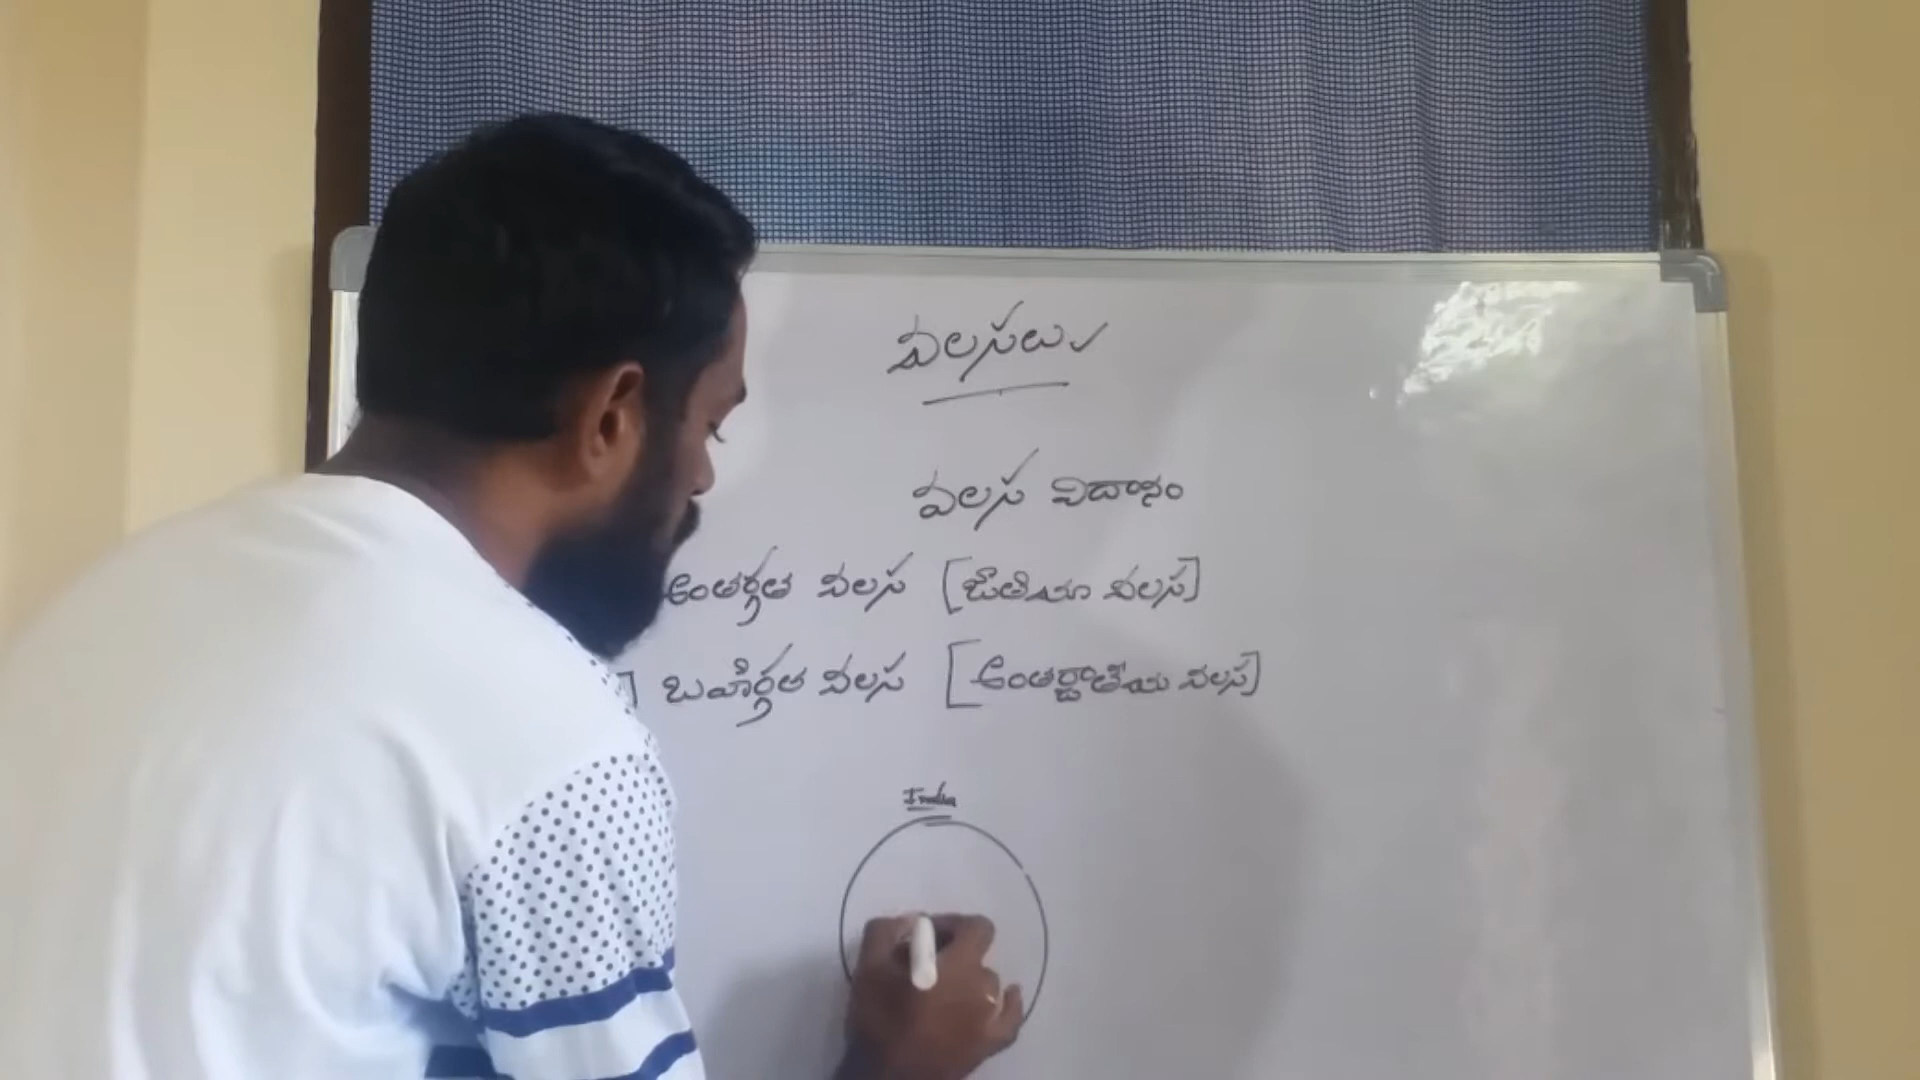 వలసలు
వలస విదానం
అంతర్గత వలస [జాతీయ వలస]
] బహిర్గత వలస [అంతర్జాతీయ వలస]
India